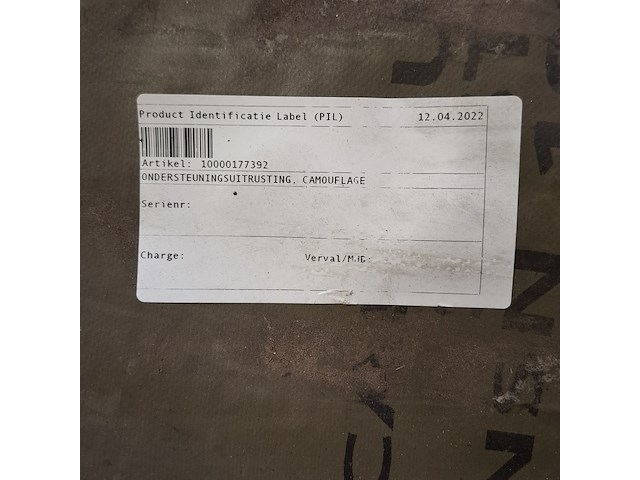 Product Identificatie Label (PIL) 12.04.2022
Artikel: 10000177392
ONDERSTEUNINGSUITRUSTING, CAMOUFLAGE
Serienr:
Charge: Verval/MHD: